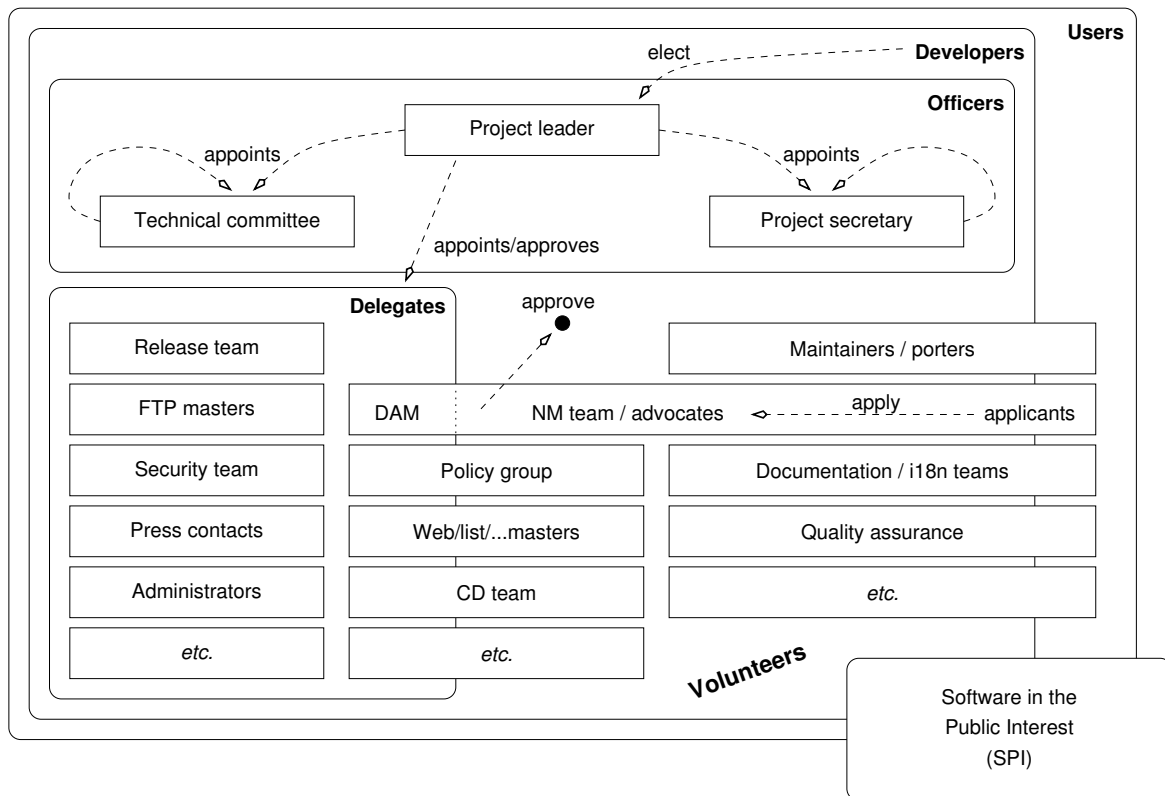 Users
elect
Developers
Officers
Project leader
appoints
appoints
Technical committee
Project secretary
appoints/approves
Delegates
approve
Release team
Maintainers / porters
FTP masters
DAM
NM team / advocates
apply
applicants
Security team
Policy group
Documentation / i18n teams
Press contacts
Web/list/...masters
Quality assurance
Administrators
CD team
etc.
etc.
etc.
Volunteers
Software in the
Public Interest
(SPI)